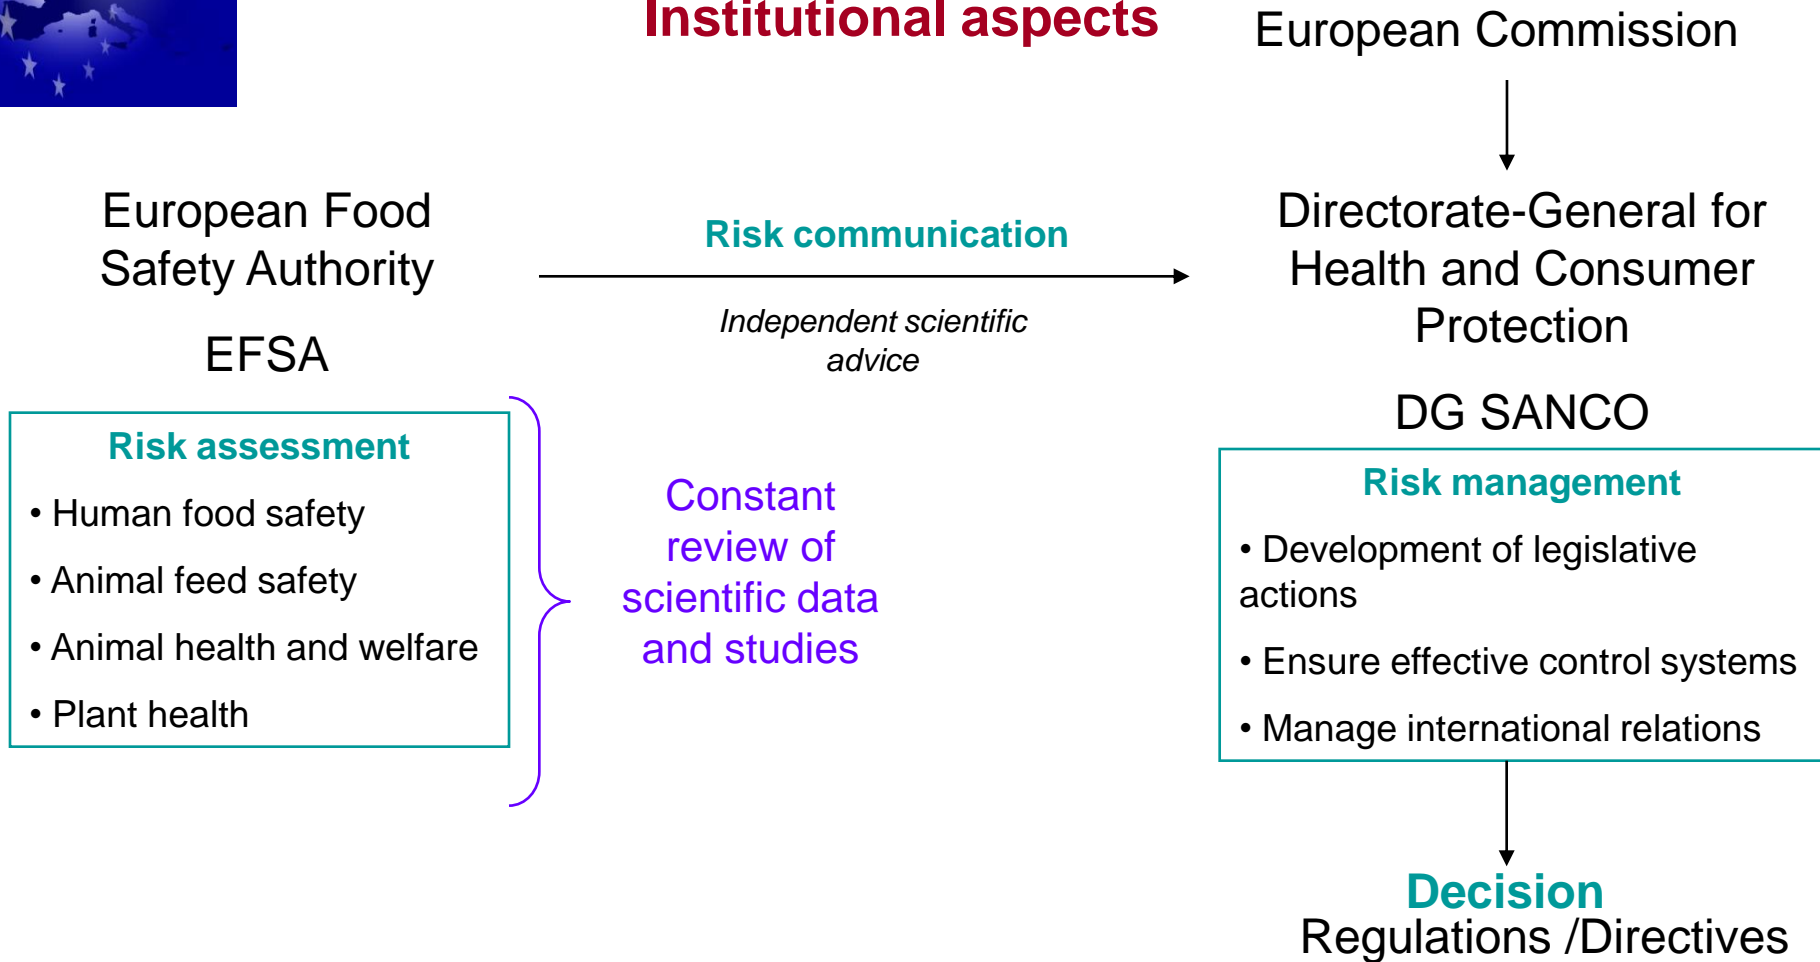 Institutional aspects
European Commission
European Food
Safety Authority
EFSA
Risk assessment
• Human food safety
• Animal feed safety
• Animal health and welfare
• Plant health
Risk communication
Independent scientific
advice
Constant
review of
scientific data
and studies
Directorate-General for
Health and Consumer
Protection
DG SANCO
Risk management
• Development of legislative
actions
• Ensure effective control systems
• Manage international relations
Decision
Regulations /Directives